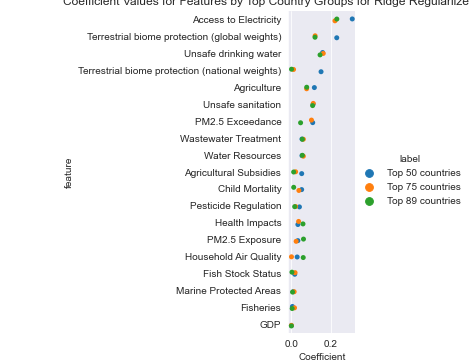 Coefficient Values for Features by Top Country Groups for Ridge Regularize
Access to Electricity
Terrestrial biome protection (global weights)
Unsafe drinking water
Terrestrial biome protection (national weights)
Agriculture
Unsafe sanitation
PM2.5 Exceedance
Wastewater Treatment
Water Resources
Agricultural Subsidies
Child Mortality
Pesticide Regulation
Health Impacts
PM2.5 Exposure
Household Air Quality
Fish Stock Status
Marine Protected Areas
Fisheries
GDP
feature
0.0 0.2
Coefficient
label
Top 50 countries
Top 75 countries
Top 89 countries